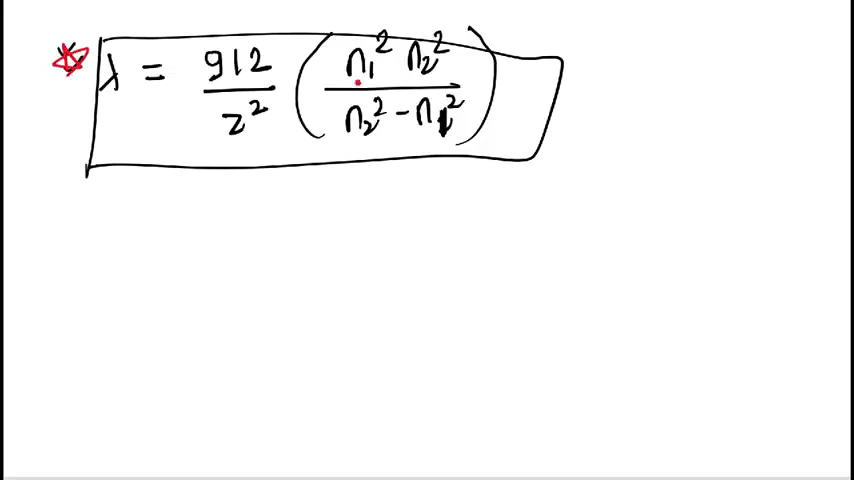 λ = 912/z² (n₁² n₂² / n₂² - n₁²)